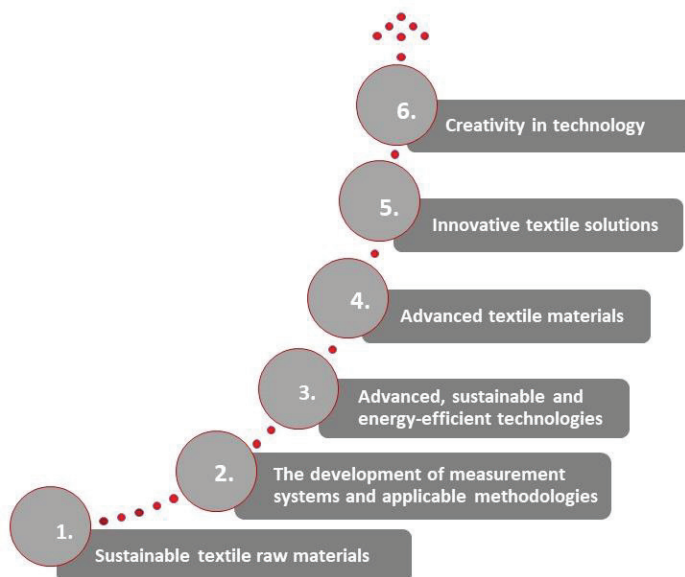 6.
Creativity in technology
5.
Innovative textile solutions
4.
Advanced textile materials
3.
Advanced, sustainable and
energy-efficient technologies
2.
The development of measurement
systems and applicable methodologies
1.
Sustainable textile raw materials